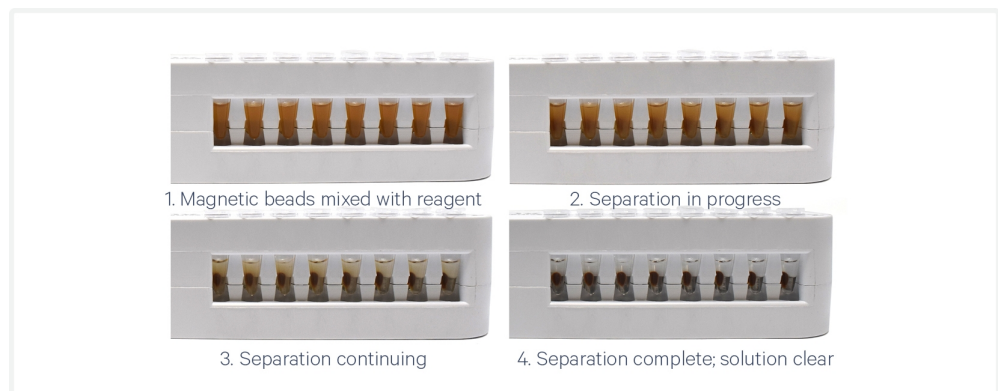 1. Magnetic beads mixed with reagent
2. Separation in progress
3. Separation continuing
4. Separation complete; solution clear